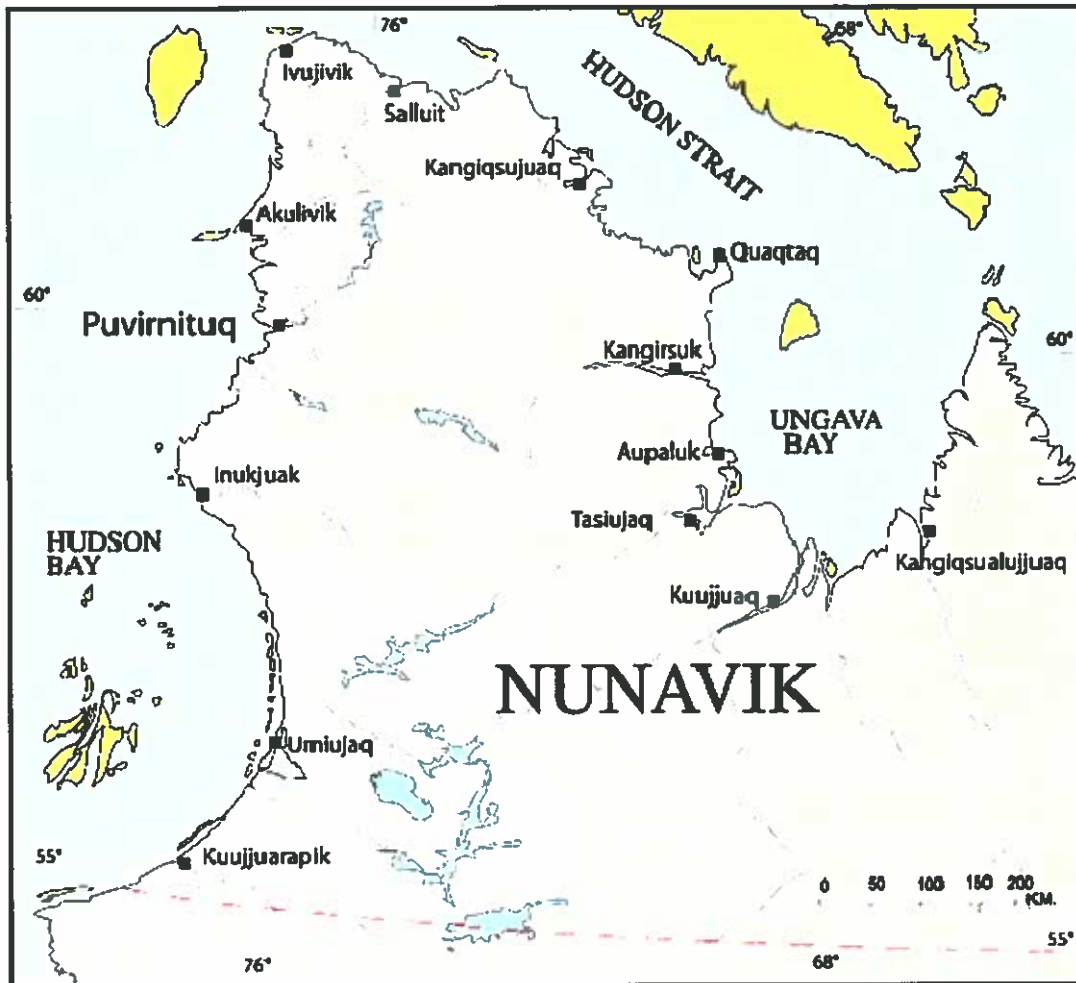 76°
68°
Ivujivik
Salluit
HUDSON STRAIT
Kangiqsujuaq
Akulivik
Quaqtaq
60°
Puvirnituq
60°
Kangirsuk
UNGAVA
BAY
Aupaluk
Inukjuak
Tasiujaq
HUDSON
BAY
Kangiqsualujjuaq
Kuujjuaq
NUNAVIK
Umiujaq
55°
Kuujjuarapik
0 50 100 150 200
KM.
55°
76°
68°